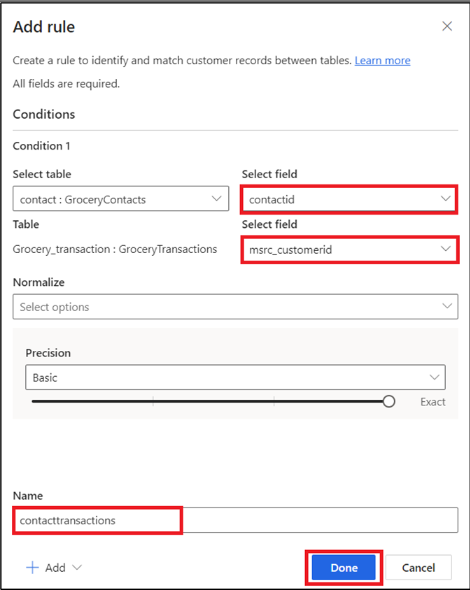 Add rule
Create a rule to identify and match customer records between tables. Learn more
All fields are required.
Conditions
Condition 1
Select table
Select field
contact : GroceryContacts
contactid
Table
Select field
Grocery_transaction : GroceryTransactions
msrc_customerid
Normalize
Select options
Precision
Basic
Exact
Name
contacttransactions
Add
Done
Cancel